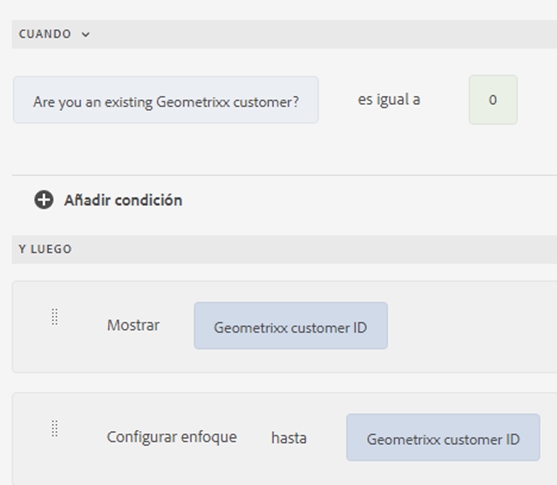 CUANDO
Are you an existing Geometrixx customer? es igual a 0
Añadir condición
Y LUEGO
Mostrar Geometrixx customer ID
Configurar enfoque hasta Geometrixx customer ID